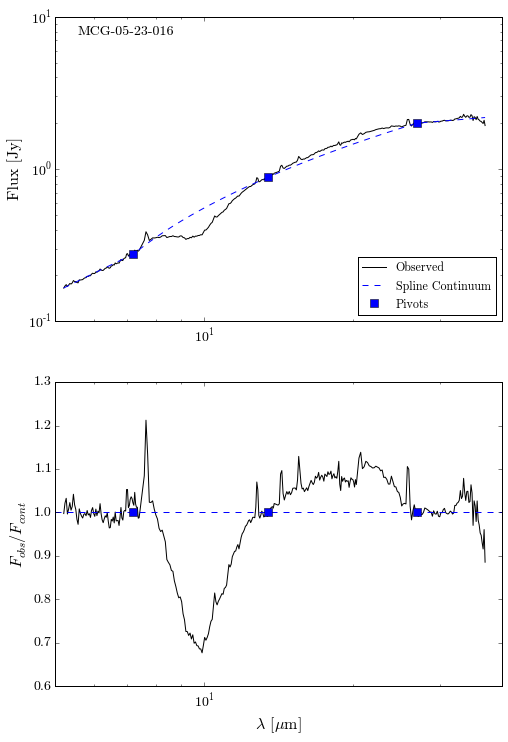 MCG-05-23-016
10^1
10^0
10^-1
Flux [Jy]
Observed
Spline Continuum
Pivots
10^1
1.3
1.2
1.1
1.0
0.9
0.8
0.7
0.6
F_obs/F_cont
10^1
λ [μm]